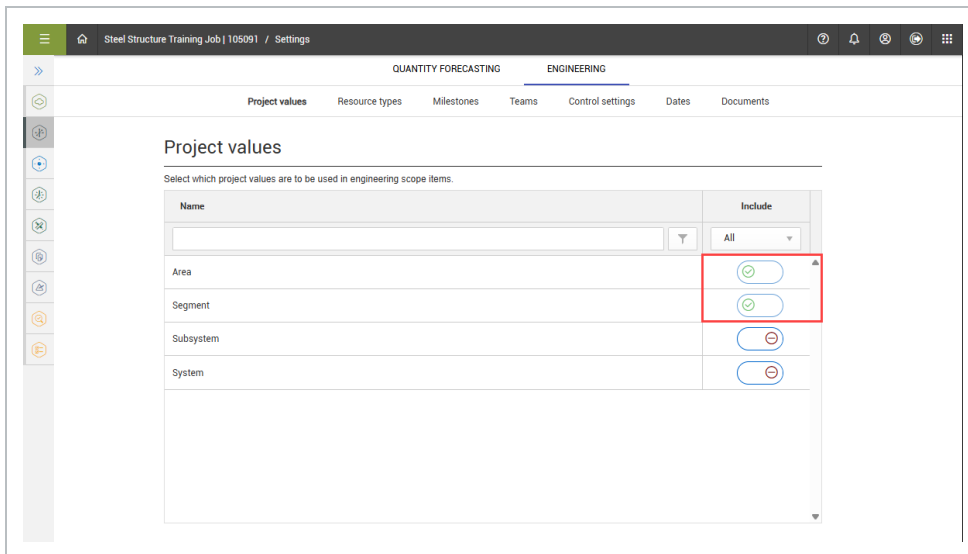 Steel Structure Training Job | 105091 / Settings
QUANTITY FORECASTING ENGINEERING
Project values Resource types Milestones Teams Control settings Dates Documents
Project values
Select which project values are to be used in engineering scope items.
Name Include
All
Area
Segment
Subsystem
System